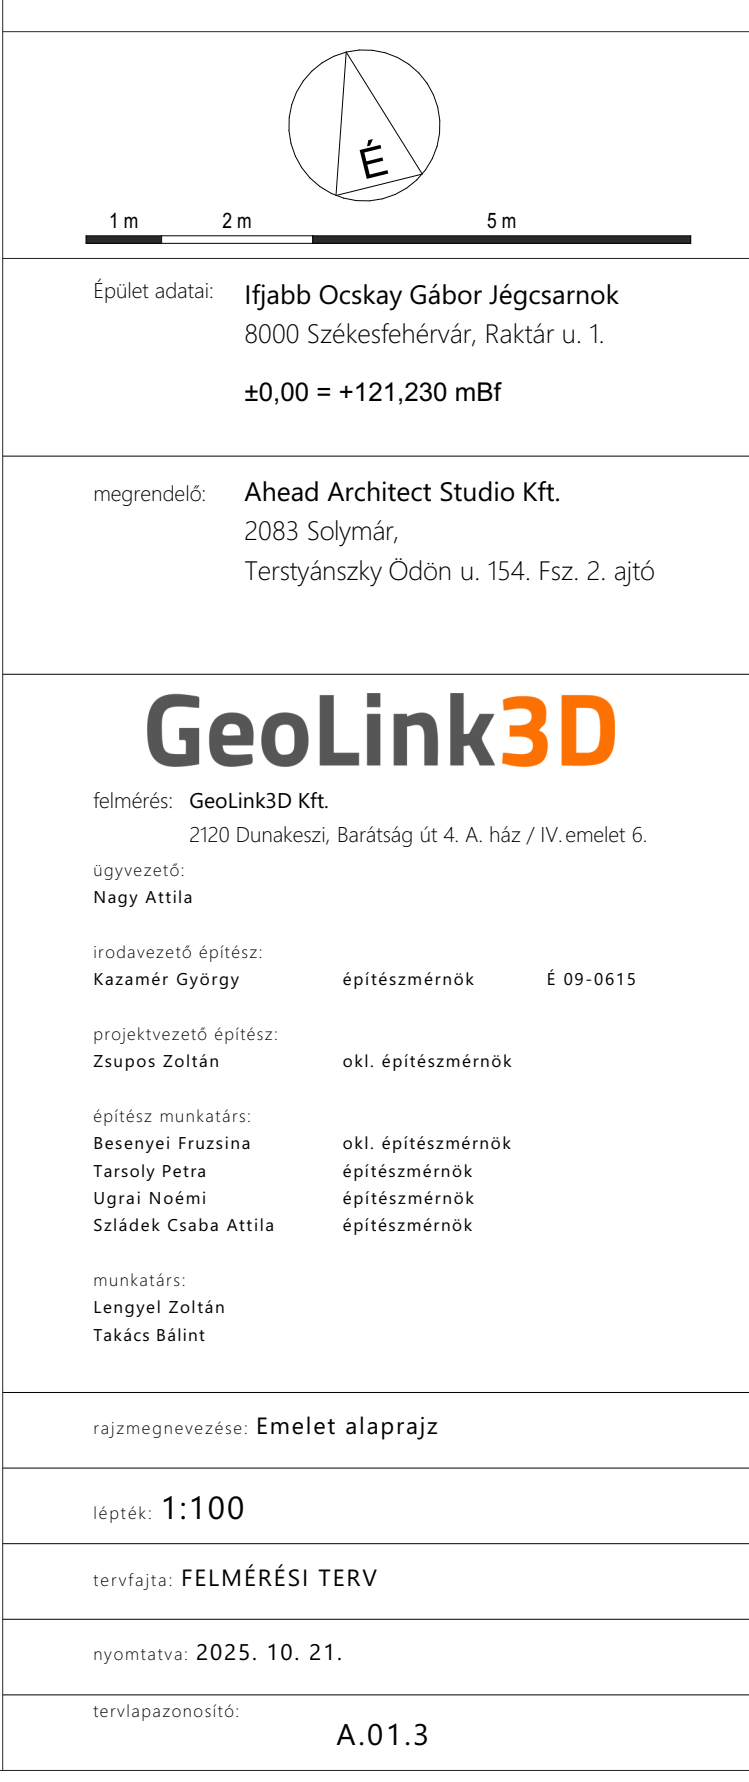 É
1 m 2 m 5 m
Épület adatai: Ifjabb Ocskay Gábor Jégcsarnok
8000 Székesfehérvár, Raktár u. 1.
±0,00 = +121,230 mBf
megrendelő: Ahead Architect Studio Kft.
2083 Solymár,
Terstyánszky Ödön u. 154. Fsz. 2. ajtó
GeoLink3D
felmérés: GeoLink3D Kft.
2120 Dunakeszi, Barátság út 4. A. ház / IV. emelet 6.
ügyvezető:
Nagy Attila
irodavezető építész:
Kazamér György építészmérnök É 09-0615
projektvezető építész:
Zsupos Zoltán okl. építészmérnök
építész munkatárs:
Besenyei Fruzsina okl. építészmérnök
Tarsoly Petra építészmérnök
Ugrai Noémi építészmérnök
Szládek Csaba Attila építészmérnök
munkatárs:
Lengyel Zoltán
Takács Bálint
rajzmegnevezése: Emelet alaprajz
lépték: 1:100
tervfajta: FELMÉRÉSI TERV
nyomtatva: 2025. 10. 21.
tervlapazonosító:
A.01.3